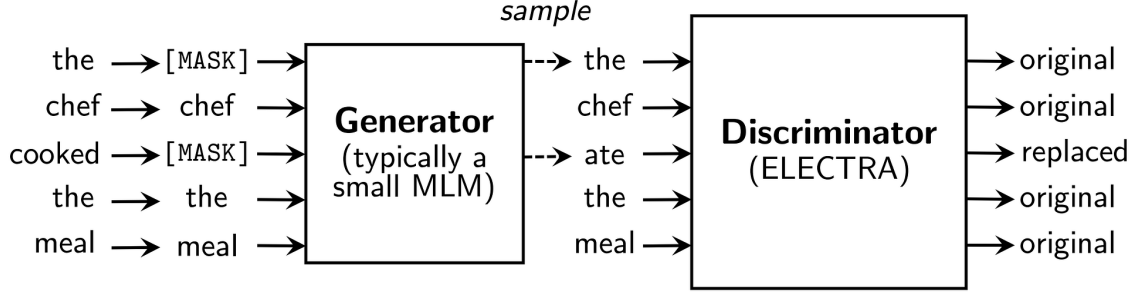 sample
the [MASK] the original
chef chef chef original
cooked [MASK] ate replaced
the the the original
meal meal meal original
Generator
(typically a
small MLM)
Discriminator
(ELECTRA)